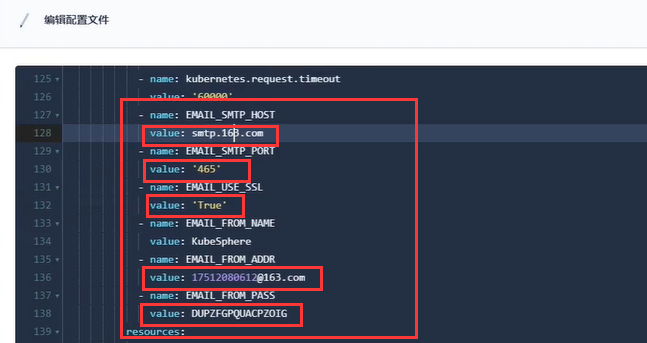 编辑配置文件
125 - name: kubernetes.request.timeout
126 value: '60000'
127 - name: EMAIL_SMTP_HOST
128 value: smtp.163.com
129 - name: EMAIL_SMTP_PORT
130 value: '465'
131 - name: EMAIL_USE_SSL
132 value: 'True'
133 - name: EMAIL_FROM_NAME
134 value: KubeSphere
135 - name: EMAIL_FROM_ADDR
136 value: 17512080612@163.com
137 - name: EMAIL_FROM_PASS
138 value: DUPZFGPQUACPZOIG
139 resources: